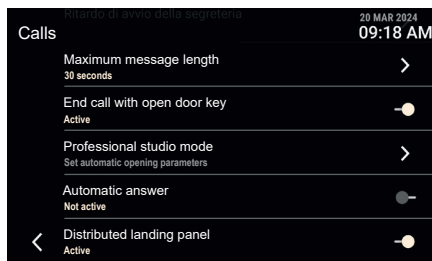 Ritardo di avvio della segreteria
20 MAR 2024
Calls
09:18 AM
Maximum message length
30 seconds
End call with open door key
Active
Professional studio mode
Set automatic opening parameters
Automatic answer
Not active
Distributed landing panel
Active